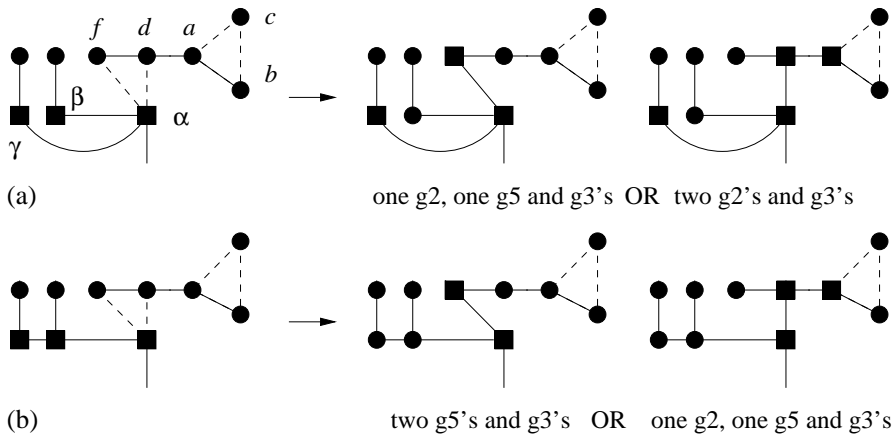 f d a c
b
β
α
γ
(a) one g2, one g5 and g3's OR two g2's and g3's
(b) two g5's and g3's OR one g2, one g5 and g3's